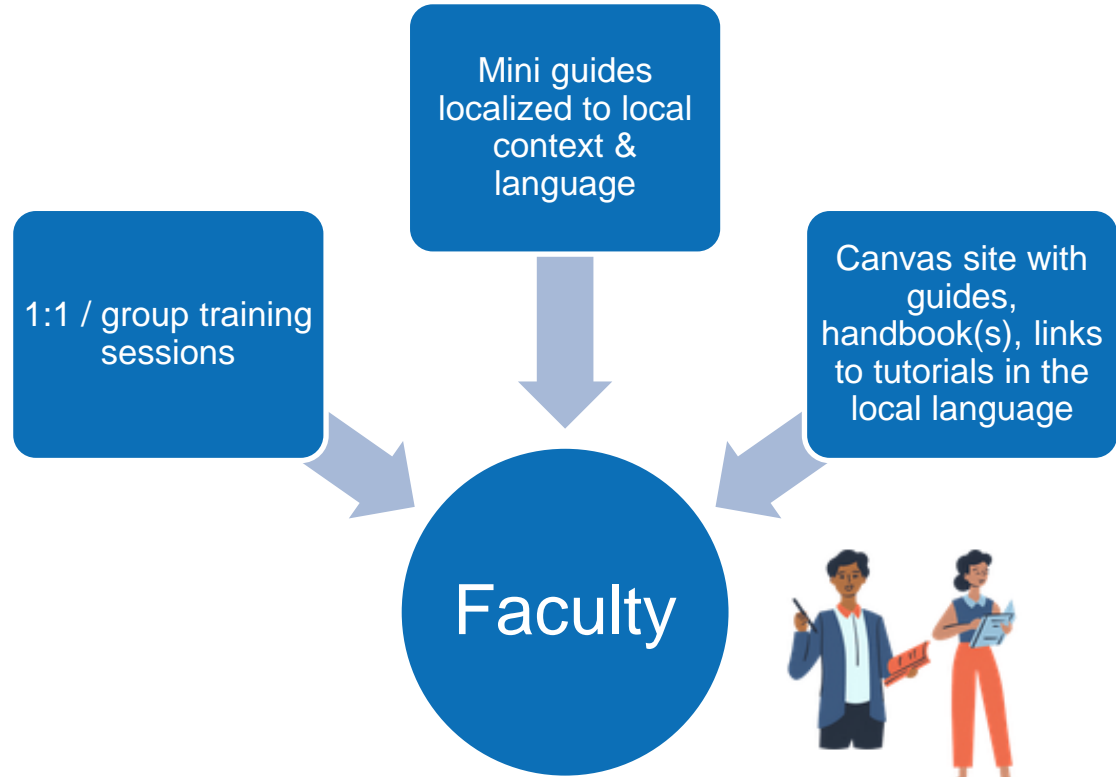 Mini guides
localized to local
context &
language
1:1 / group training
sessions
Canvas site with
guides,
handbook(s), links
to tutorials in the
local language
Faculty